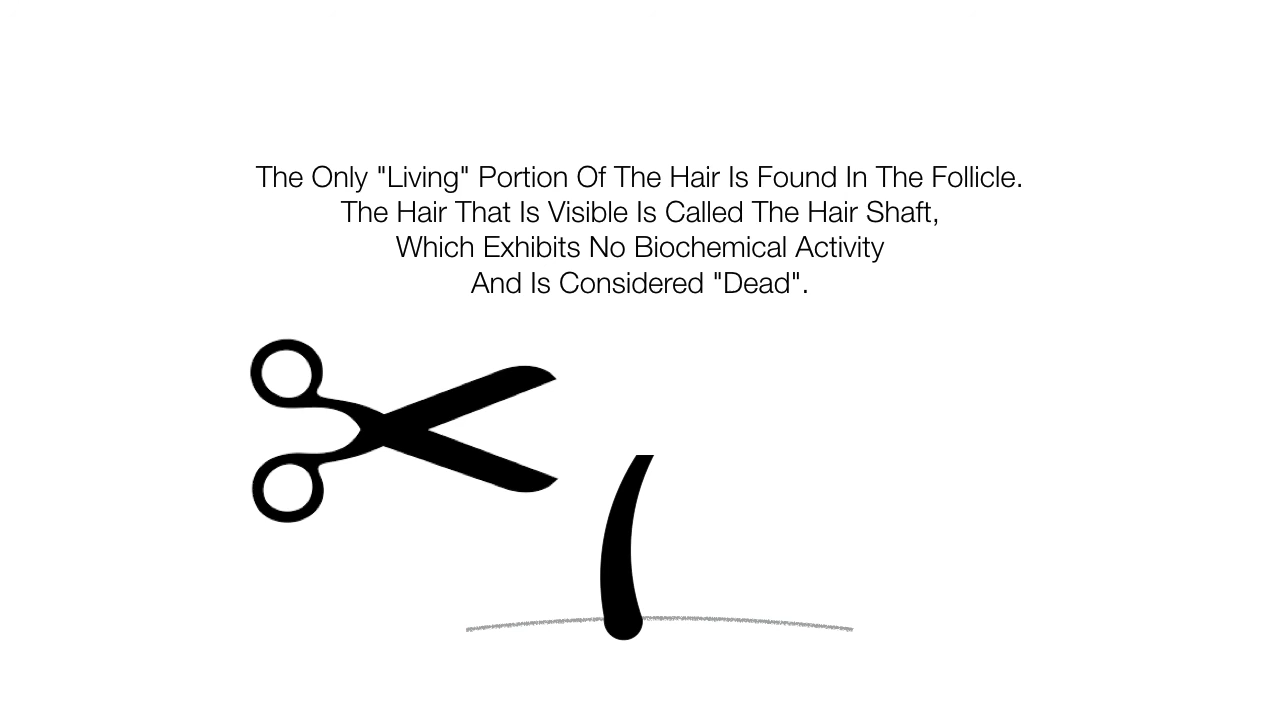 The Only "Living" Portion Of The Hair Is Found In The Follicle.
The Hair That Is Visible Is Called The Hair Shaft,
Which Exhibits No Biochemical Activity
And Is Considered "Dead".